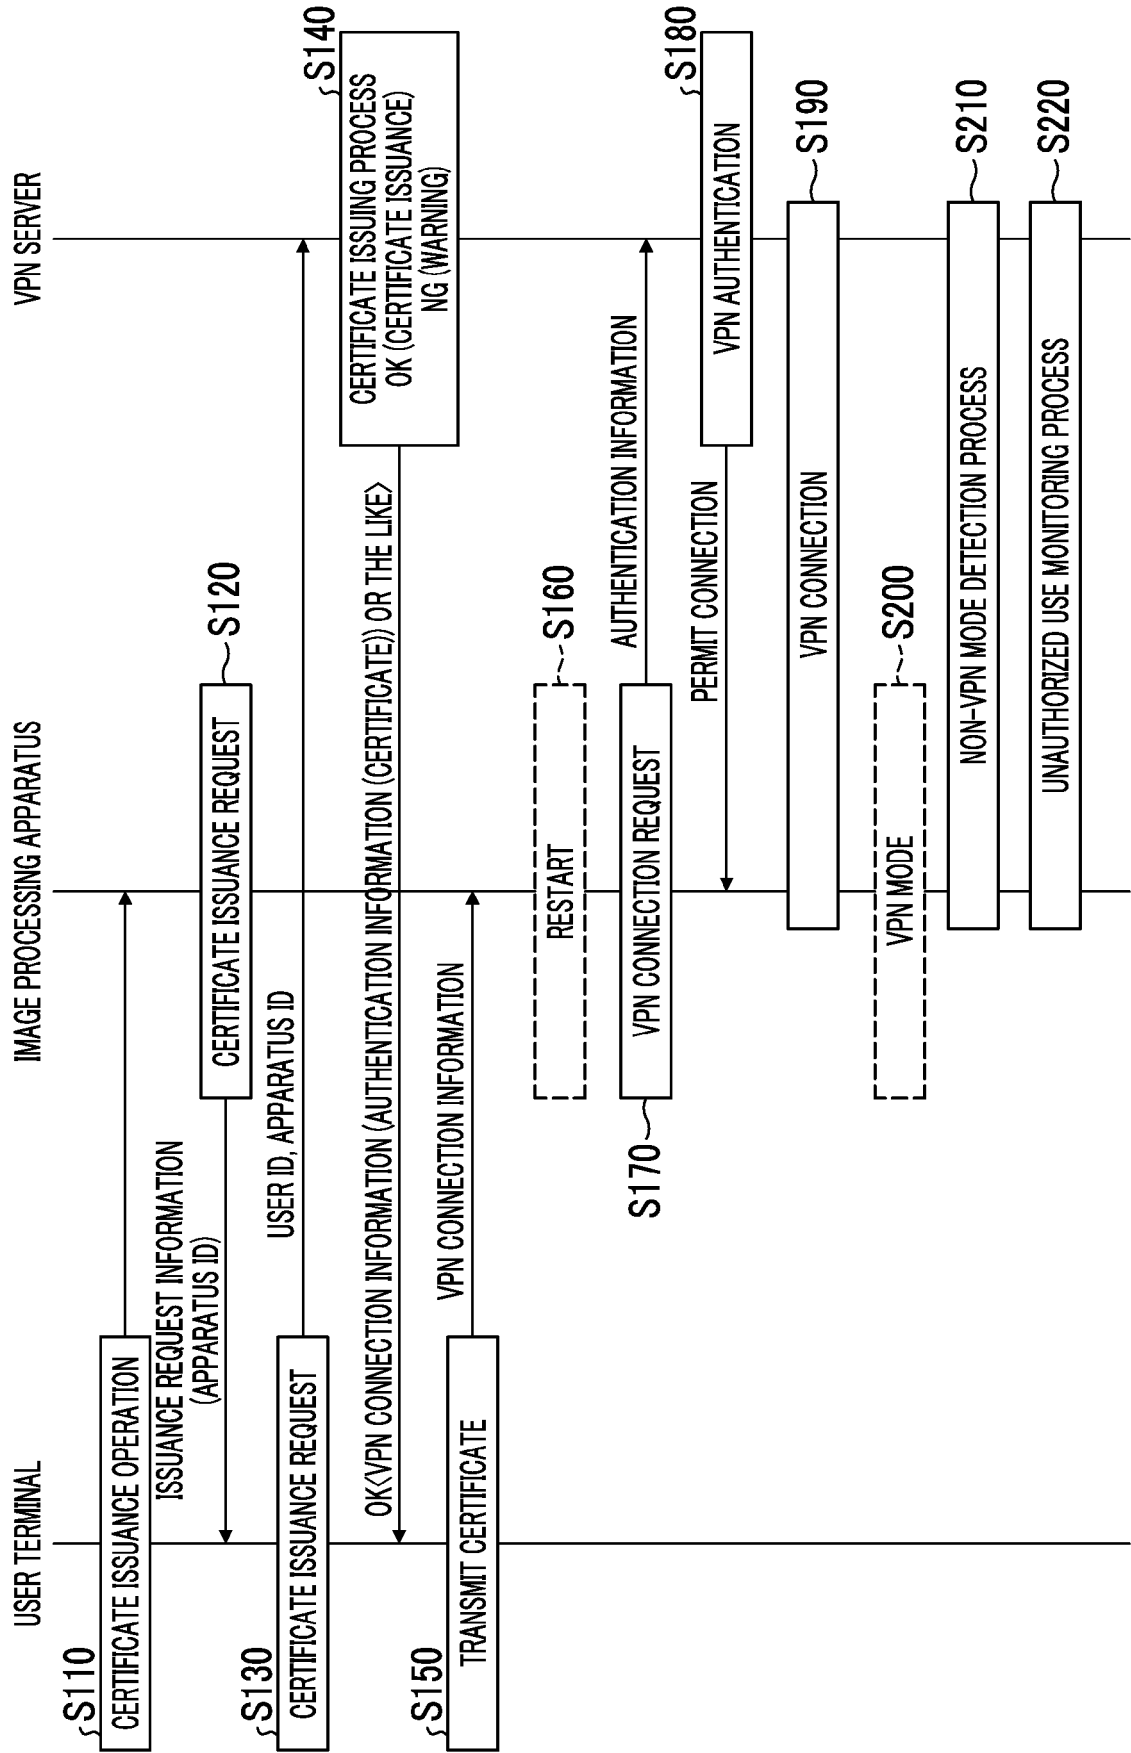 USER TERMINAL
IMAGE PROCESSING APPARATUS
VPN SERVER
S110
CERTIFICATE ISSUANCE OPERATION
ISSUANCE REQUEST INFORMATION
(APPARATUS ID)
CERTIFICATE ISSUANCE REQUEST
S120
S130
CERTIFICATE ISSUANCE REQUEST
USER ID, APPARATUS ID
S140
CERTIFICATE ISSUING PROCESS
OK (CERTIFICATE ISSUANCE)
NG (WARNING)
OK<VPN CONNECTION INFORMATION (AUTHENTICATION INFORMATION (CERTIFICATE)) OR THE LIKE>
S150
TRANSMIT CERTIFICATE
VPN CONNECTION INFORMATION
RESTART
S160
S170
VPN CONNECTION REQUEST
AUTHENTICATION INFORMATION
S180
VPN AUTHENTICATION
PERMIT CONNECTION
VPN CONNECTION
S190
VPN MODE
S200
NON-VPN MODE DETECTION PROCESS
S210
UNAUTHORIZED USE MONITORING PROCESS
S220